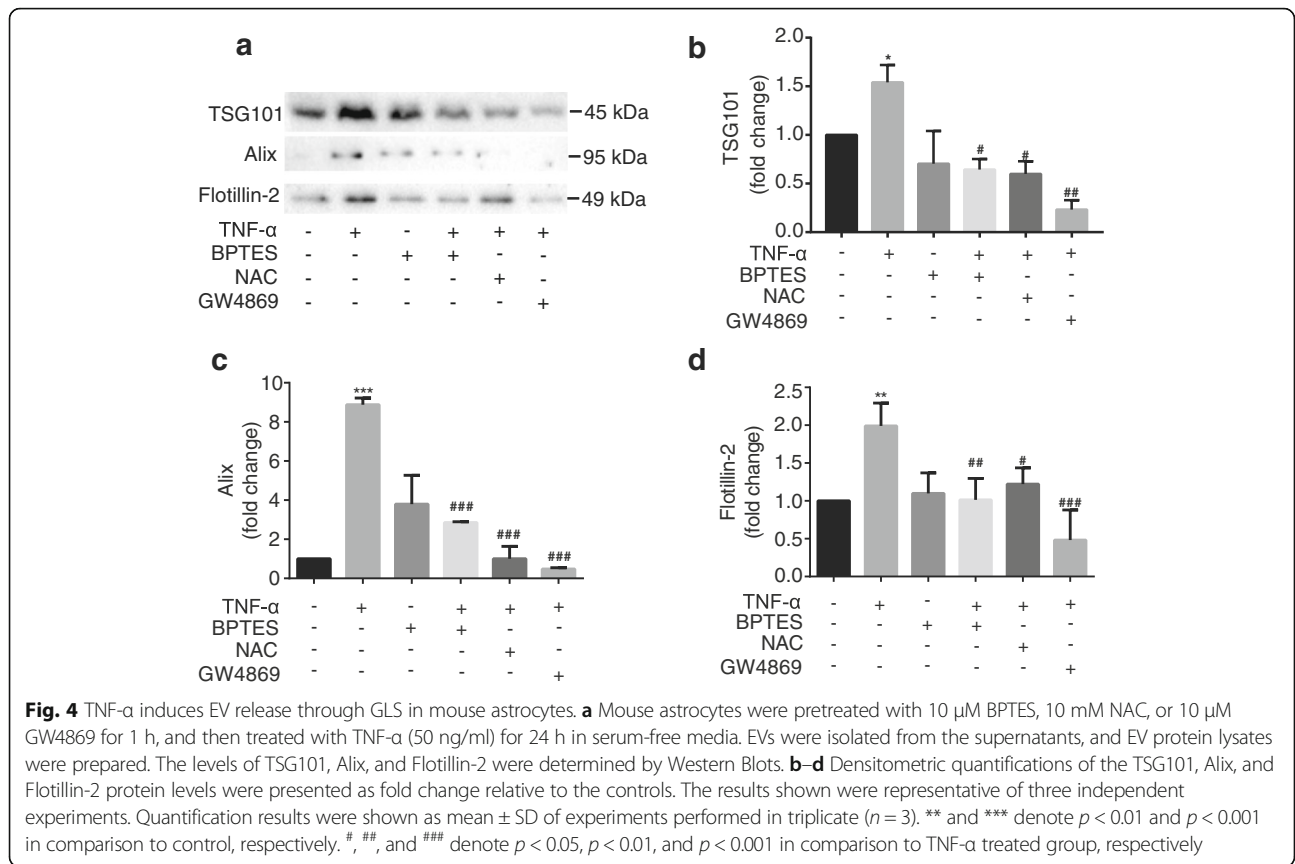 a
TSG101 45 kDa
Alix 95 kDa
Flotillin-2 49 kDa
TNF-α - + - + + +
BPTES - - + + - -
NAC - - - - + -
GW4869 - - - - - +
b
TSG101
(fold change)
2.0
1.5
1.0
0.5
0.0
*
#
#
##
TNF-α - + - + + +
BPTES - - + + - -
NAC - - - - + -
GW4869 - - - - - +
c
Alix
(fold change)
10
8
6
4
2
0
***
###
###
###
TNF-α - + - + + +
BPTES - - + + - -
NAC - - - - + -
GW4869 - - - - - +
d
Flotillin-2
(fold change)
2.5
2.0
1.5
1.0
0.5
0.0
**
##
#
###
TNF-α - + - + + +
BPTES - - + + - -
NAC - - - - + -
GW4869 - - - - - +
Fig. 4 TNF-α induces EV release through GLS in mouse astrocytes. a Mouse astrocytes were pretreated with 10 μM BPTES, 10 mM NAC, or 10 μM
GW4869 for 1 h, and then treated with TNF-α (50 ng/ml) for 24 h in serum-free media. EVs were isolated from the supernatants, and EV protein lysates
were prepared. The levels of TSG101, Alix, and Flotillin-2 were determined by Western Blots. b–d Densitometric quantifications of the TSG101, Alix, and
Flotillin-2 protein levels were presented as fold change relative to the controls. The results shown were representative of three independent
experiments. Quantification results were shown as mean ± SD of experiments performed in triplicate (n = 3). ** and *** denote p < 0.01 and p < 0.001
in comparison to control, respectively. #, ##, and ### denote p < 0.05, p < 0.01, and p < 0.001 in comparison to TNF-α treated group, respectively